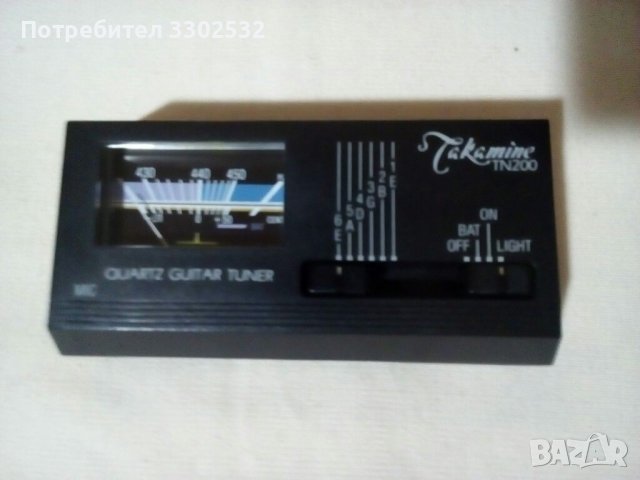 Потребител 3302532
Takamine
TN200
430 440 450
QUARTZ GUITAR TUNER
MIC
6E 5A 4D 3G 2B 1E
OFF BAT ON LIGHT
BAZAR